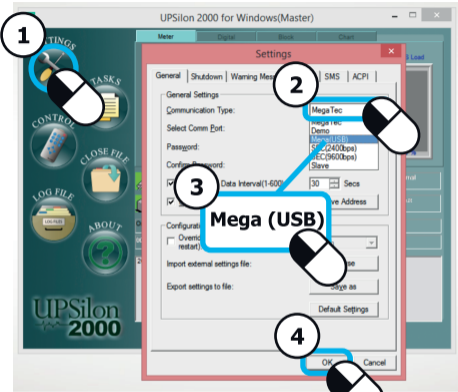 UPSilon 2000 for Windows(Master)
1
SETTINGS
TASKS
CONTROL
CLOSE FILE
LOG FILE
LOG FILES
ABOUT
UPSilon
2000
Meter
Digital
Block
Chart
Settings
General
Shutdown
SMS
ACPI
2
General Settings
Communication Type:
MegaTec
MegaTec
Demo
Mega(USB)
SEC(2400bps)
SEC(9600bps)
Slave
Select Comm Port:
Password:
Confirm Password:
3
Data Interval(1-600)
30
Secs
Address
Mega (USB)
restart)
Import external settings file:
Export settings to file:
Save as
Default Settings
4
OK
Cancel